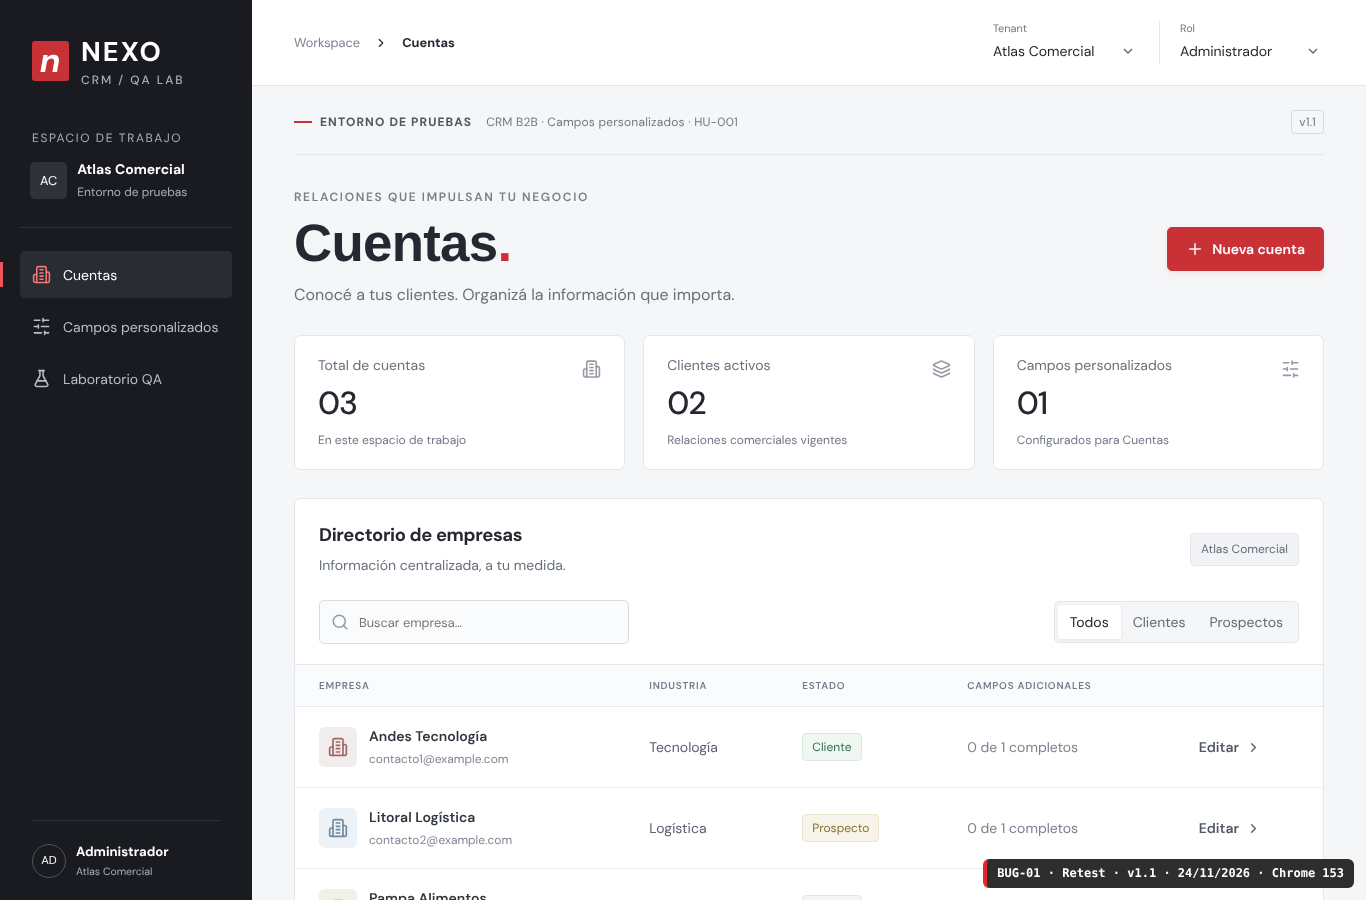 n NEXO
CRM / QA LAB
ESPACIO DE TRABAJO
AC Atlas Comercial
Entorno de pruebas
Cuentas
Campos personalizados
Laboratorio QA
AD Administrador
Atlas Comercial
Workspace > Cuentas
Tenant
Atlas Comercial
Rol
Administrador
ENTORNO DE PRUEBAS CRM B2B · Campos personalizados · HU-001
v1.1
RELACIONES QUE IMPULSAN TU NEGOCIO
Cuentas.
Conocé a tus clientes. Organizá la información que importa.
+ Nueva cuenta
Total de cuentas
03
En este espacio de trabajo
Clientes activos
02
Relaciones comerciales vigentes
Campos personalizados
01
Configurados para Cuentas
Directorio de empresas
Información centralizada, a tu medida.
Atlas Comercial
Buscar empresa...
Todos Clientes Prospectos
EMPRESA INDUSTRIA ESTADO CAMPOS ADICIONALES
Andes Tecnología
contacto1@example.com
Tecnología Cliente 0 de 1 completos Editar >
Litoral Logística
contacto2@example.com
Logística Prospecto 0 de 1 completos Editar >
Pampa Alimentos
BUG-01 · Retest · v1.1 · 24/11/2026 · Chrome 153